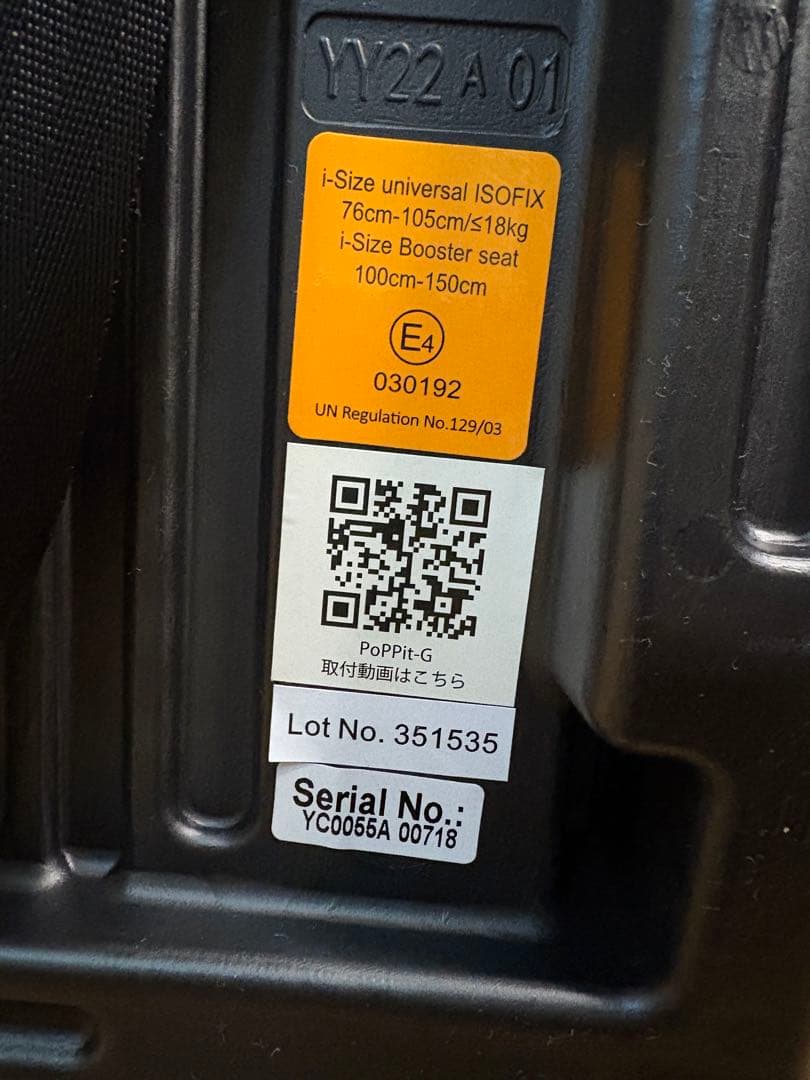 YY22 A 01
i-Size universal ISOFIX
76cm-105cm/≤18kg
i-Size Booster seat
100cm-150cm
E4
030192
UN Regulation No.129/03
PoPPit-G
取付動画はこちら
Lot No. 351535
Serial No.:
YC0055A 00718